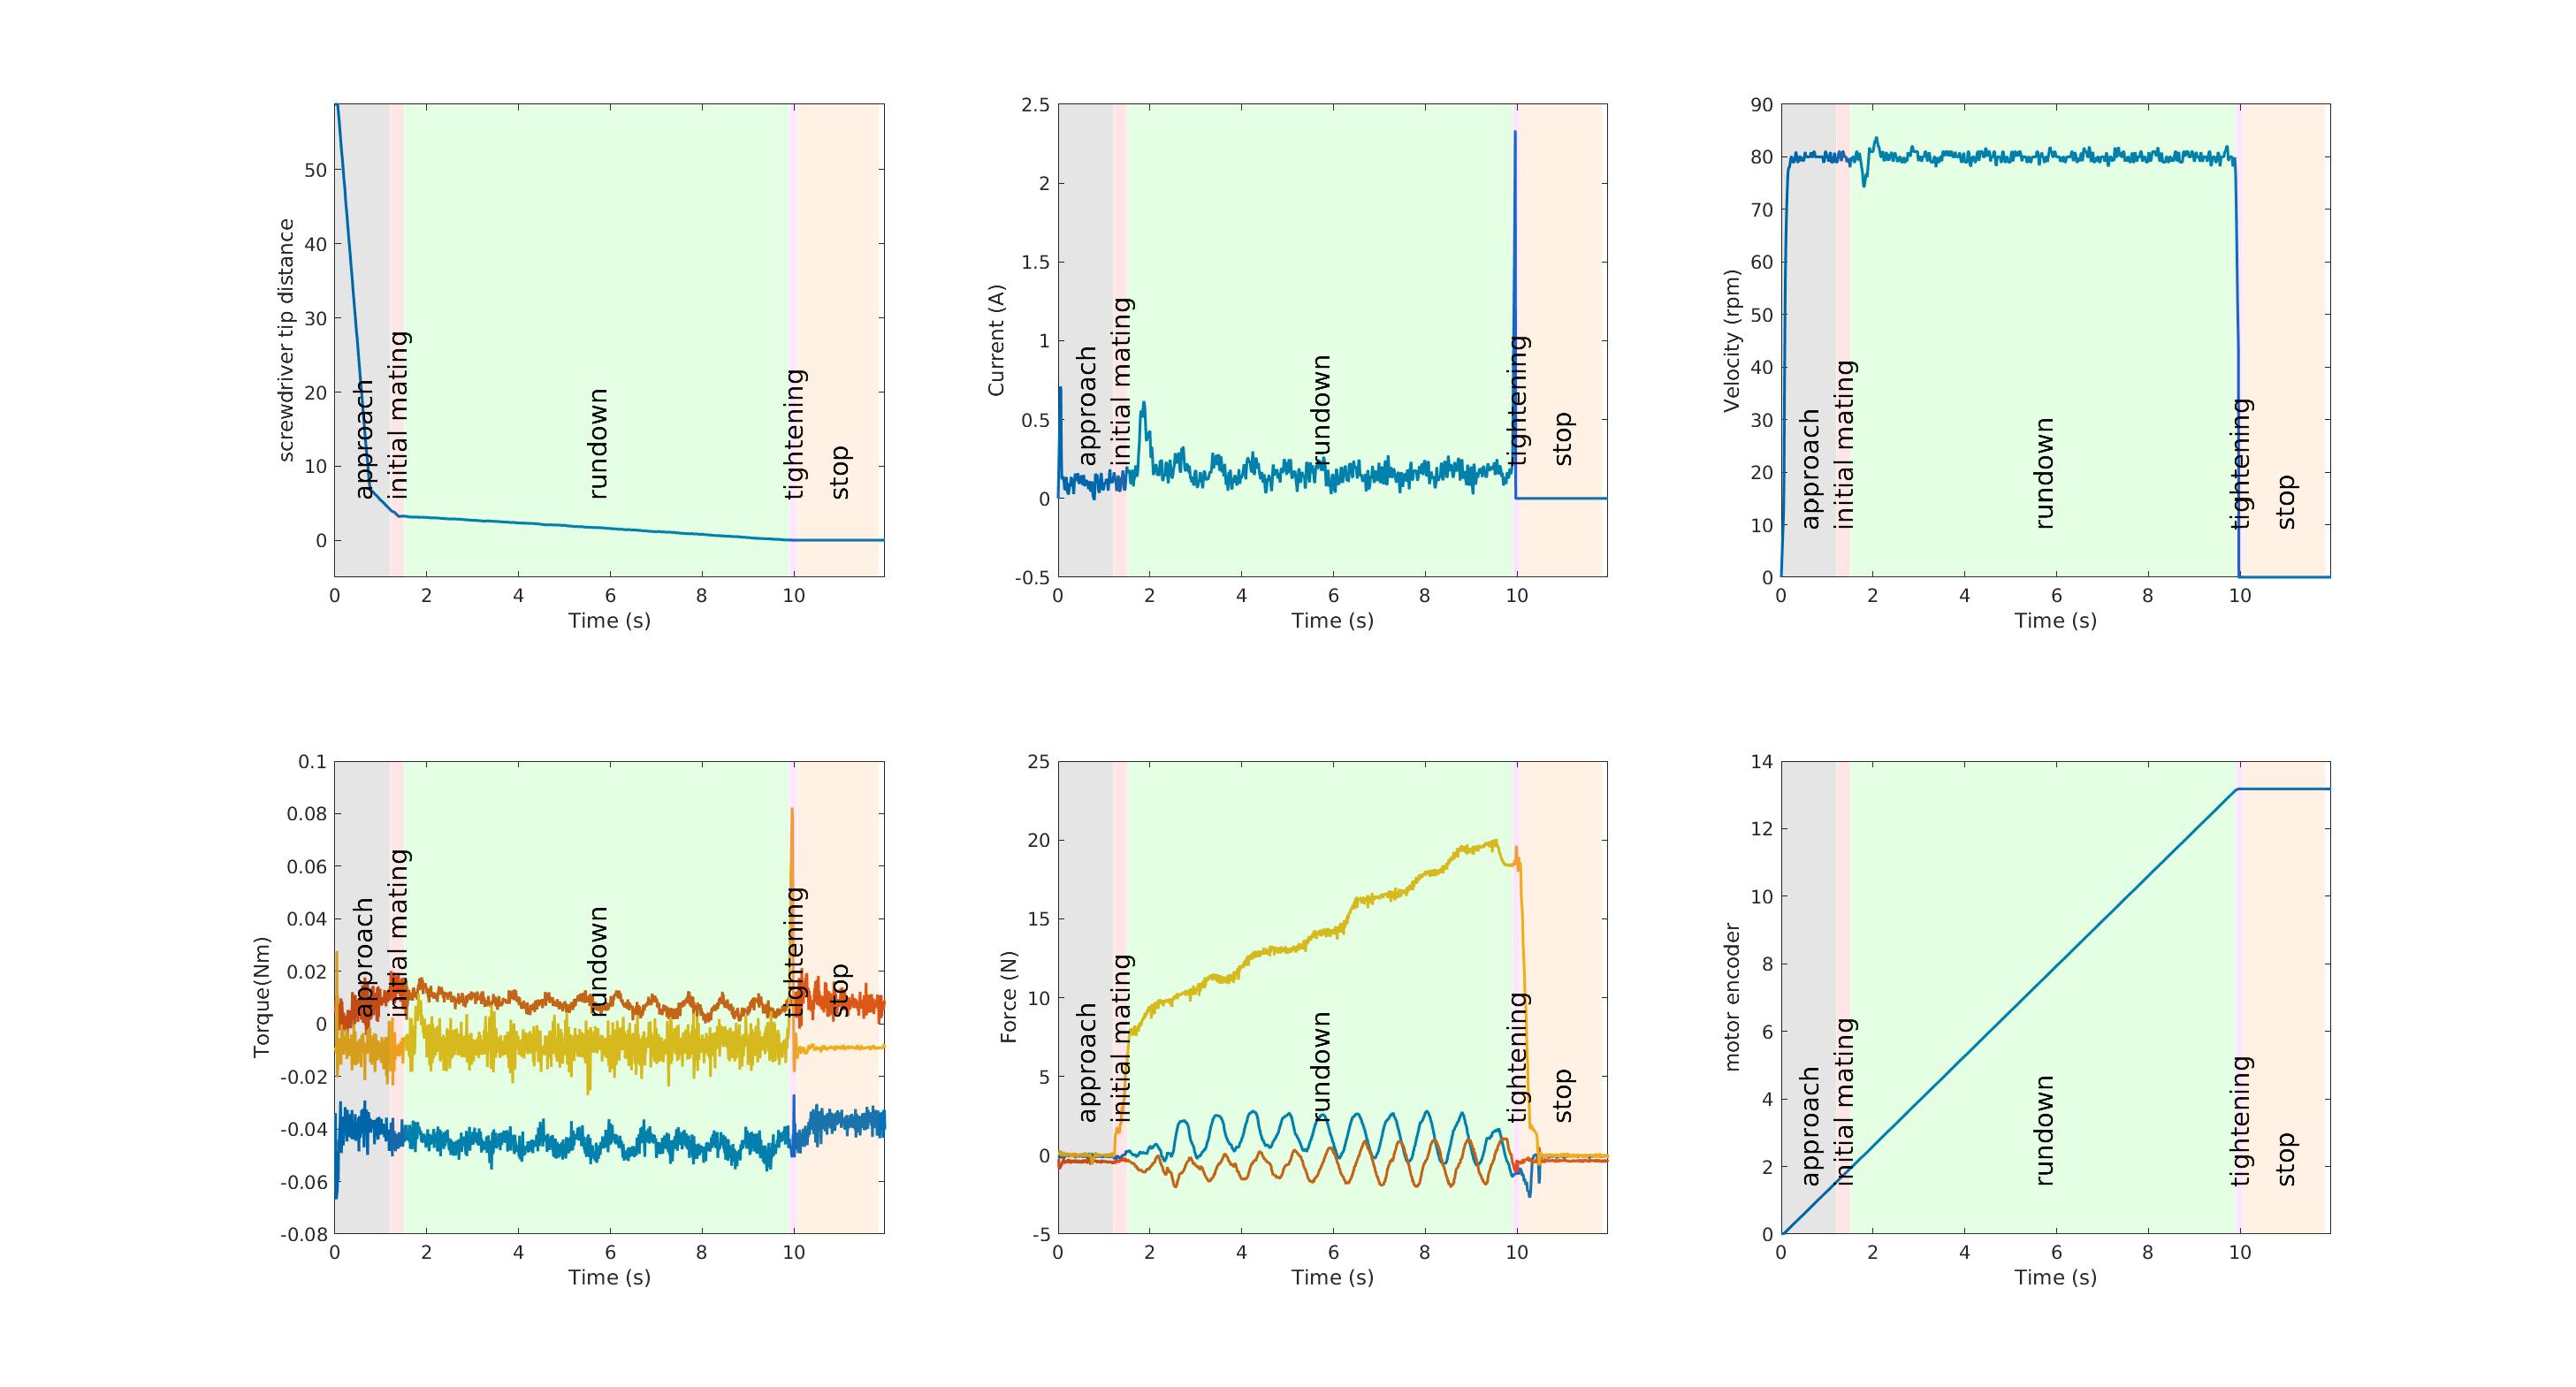 screwdriver tip distance
50
40
30
20
10
0
approach
initial mating
rundown
tightening
stop
0 2 4 6 8 10
Time (s)
Current (A)
2.5
2
1.5
1
0.5
0
-0.5
approach
initial mating
rundown
tightening
stop
0 2 4 6 8 10
Time (s)
Velocity (rpm)
90
80
70
60
50
40
30
20
10
0
approach
initial mating
rundown
tightening
stop
0 2 4 6 8 10
Time (s)
Torque(Nm)
0.1
0.08
0.06
0.04
0.02
0
-0.02
-0.04
-0.06
-0.08
approach
initial mating
rundown
tightening
stop
0 2 4 6 8 10
Time (s)
Force (N)
25
20
15
10
5
0
-5
approach
initial mating
rundown
tightening
stop
0 2 4 6 8 10
Time (s)
motor encoder
14
12
10
8
6
4
2
0
approach
initial mating
rundown
tightening
stop
0 2 4 6 8 10
Time (s)